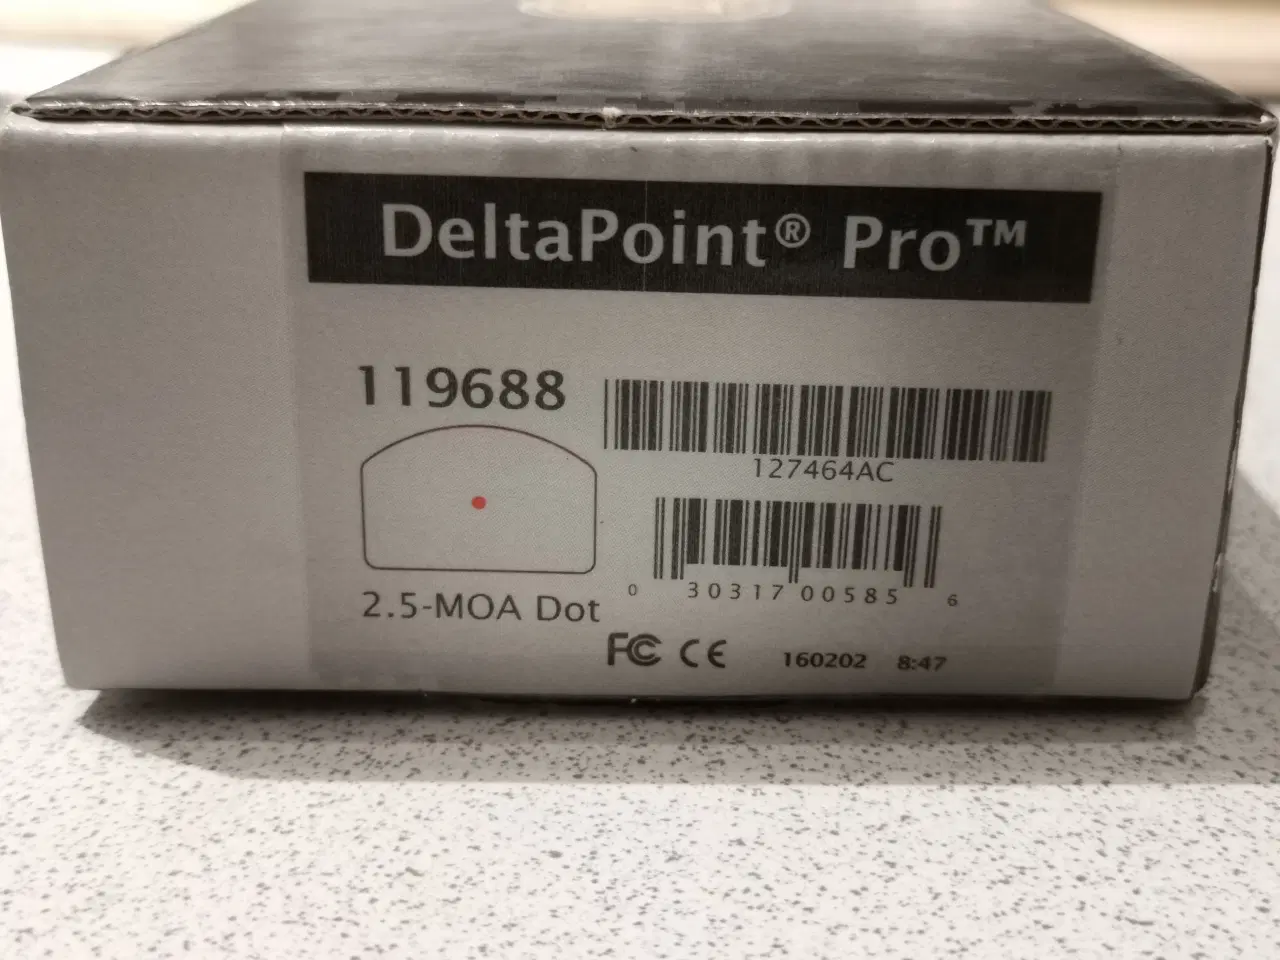 DeltaPoint® Pro™
119688
127464AC
0 30317 00585 6
2.5-MOA Dot
FC CE 160202 8:47